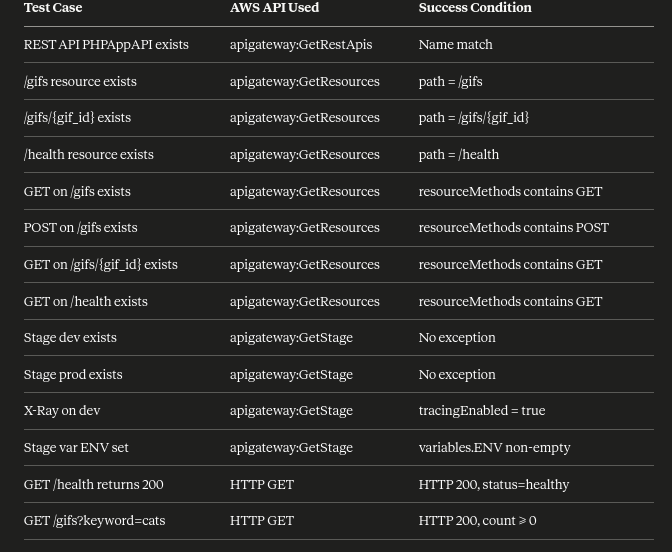 Test Case AWS API Used Success Condition
REST API PHPAppAPI exists apigateway:GetRestApis Name match
/gifs resource exists apigateway:GetResources path = /gifs
/gifs/{gif_id} exists apigateway:GetResources path = /gifs/{gif_id}
/health resource exists apigateway:GetResources path = /health
GET on /gifs exists apigateway:GetResources resourceMethods contains GET
POST on /gifs exists apigateway:GetResources resourceMethods contains POST
GET on /gifs/{gif_id} exists apigateway:GetResources resourceMethods contains GET
GET on /health exists apigateway:GetResources resourceMethods contains GET
Stage dev exists apigateway:GetStage No exception
Stage prod exists apigateway:GetStage No exception
X-Ray on dev apigateway:GetStage tracingEnabled = true
Stage var ENV set apigateway:GetStage variables.ENV non-empty
GET /health returns 200 HTTP GET HTTP 200, status=healthy
GET /gifs?keyword=cats HTTP GET HTTP 200, count ≥ 0